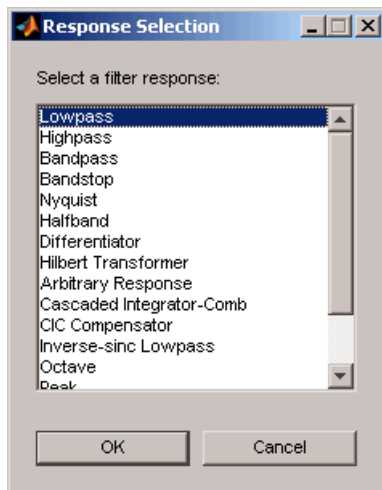 Response Selection
Select a filter response:
Lowpass
Highpass
Bandpass
Bandstop
Nyquist
Halfband
Differentiator
Hilbert Transformer
Arbitrary Response
Cascaded Integrator-Comb
CIC Compensator
Inverse-sinc Lowpass
Octave
Peak
OK Cancel